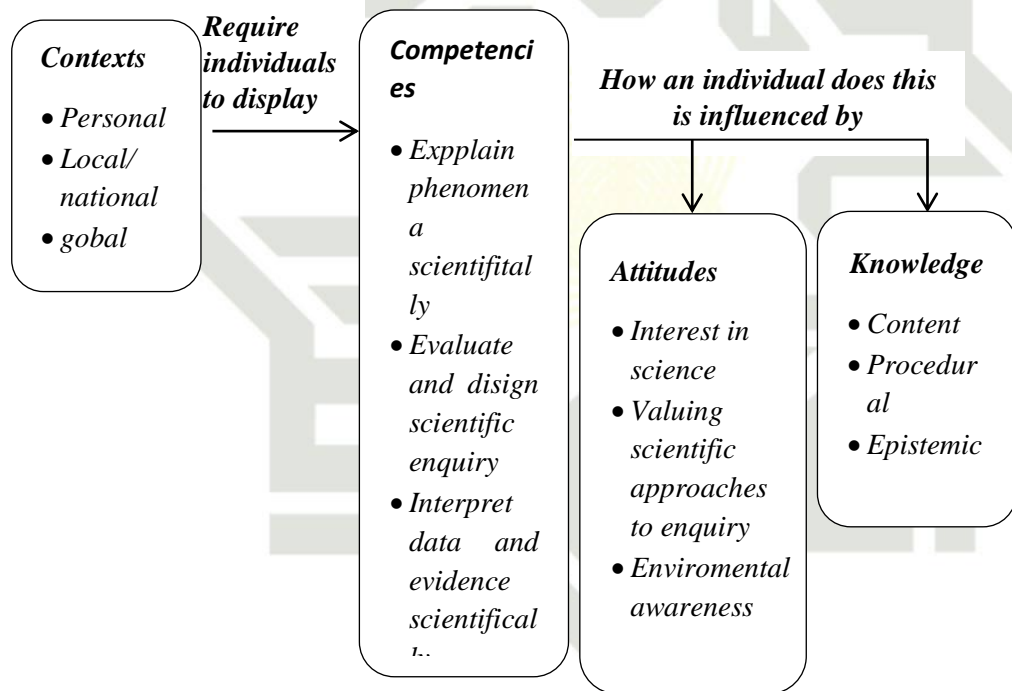 Contexts
• Personal
• Local/
national
• gobal
Require
individuals
to display
Competenci
es
• Expplain
phenomen
a
scientifital
ly
• Evaluate
and disign
scientific
enquiry
• Interpret
data and
evidence
scientifical
How an individual does this
is influenced by
Attitudes
• Interest in
science
• Valuing
scientific
approaches
to enquiry
• Enviromental
awareness
Knowledge
• Content
• Procedur
al
• Epistemic